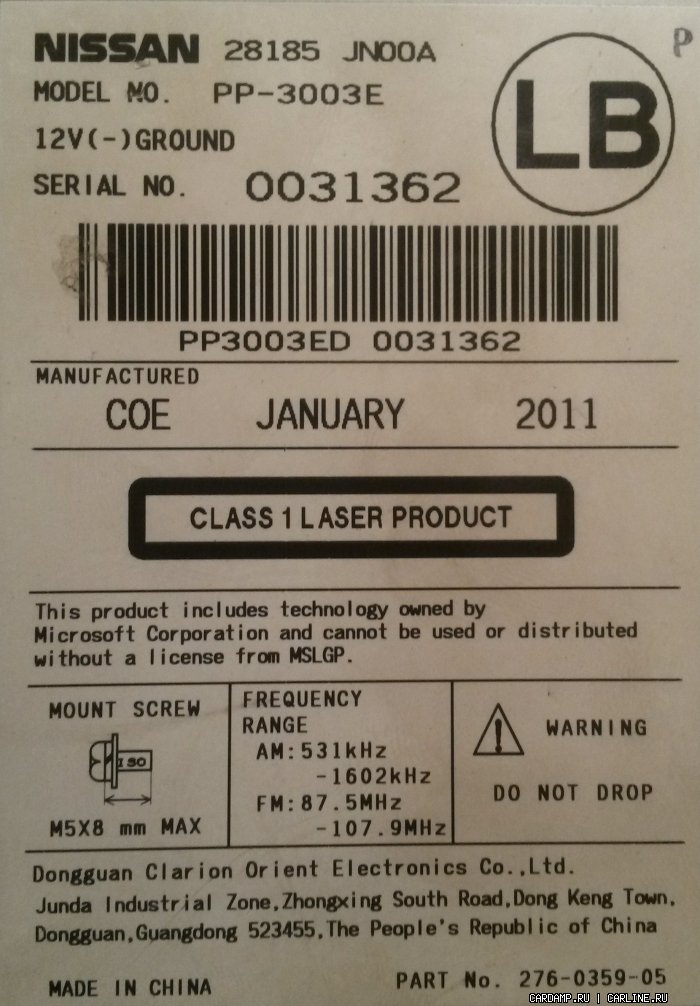 NISSAN 28185 JN00A
P
MODEL NO. PP-3003E
LB
12V(-)GROUND
SERIAL NO. 0031362
PP3003ED 0031362
MANUFACTURED
COE JANUARY 2011
CLASS 1 LASER PRODUCT
This product includes technology owned by
Microsoft Corporation and cannot be used or distributed
without a license from MSLGP.
MOUNT SCREW
ISO
M5X8 mm MAX
FREQUENCY
RANGE
AM:531kHz
-1602kHz
FM:87.5MHz
-107.9MHz
! WARNING
DO NOT DROP
Dongguan Clarion Orient Electronics Co.,Ltd.
Junda Industrial Zone,Zhongxing South Road,Dong Keng Town,
Dongguan,Guangdong 523455,The People's Republic of China
MADE IN CHINA
PART No. 276-0359-05
CARDAMP.RU | CARLINE.RU